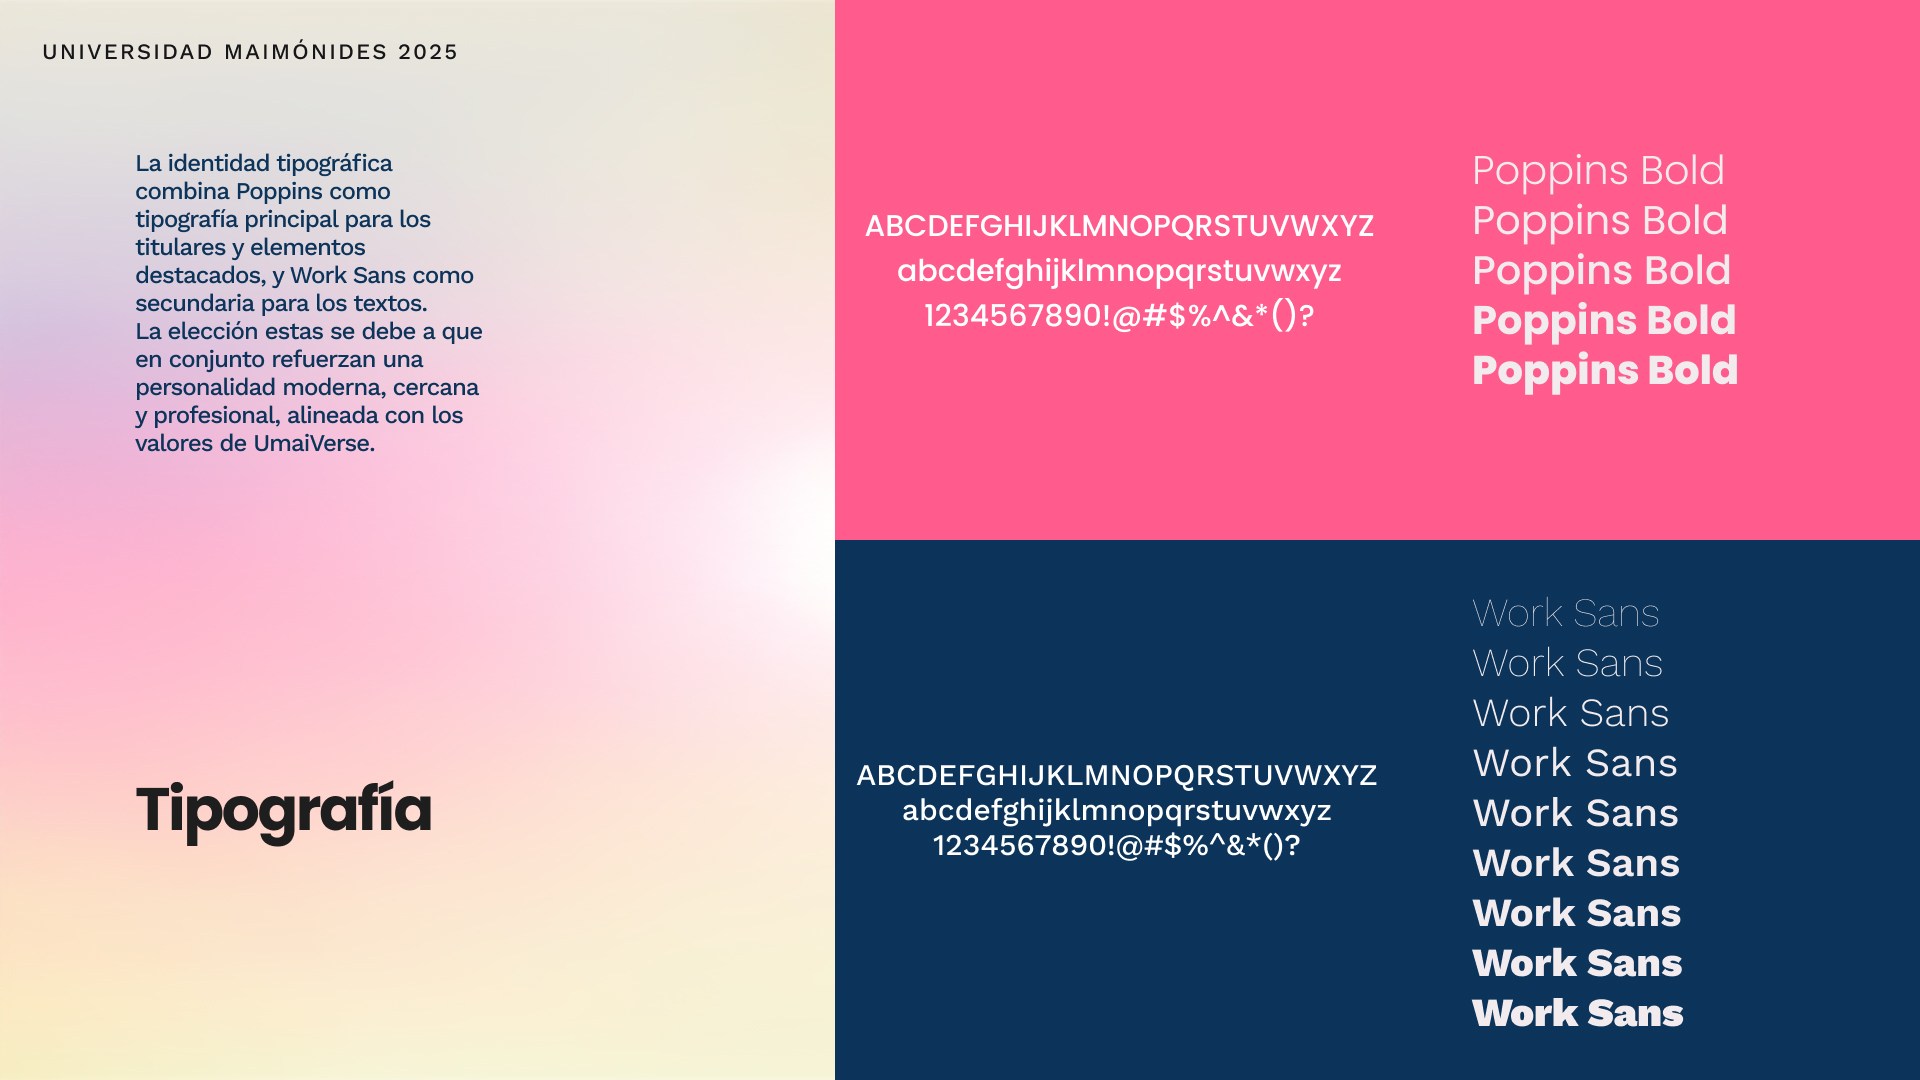 UNIVERSIDAD MAIMÓNIDES 2025
La identidad tipográfica
combina Poppins como
tipografía principal para los
titulares y elementos
destacados, y Work Sans como
secundaria para los textos.
La elección estas se debe a que
en conjunto refuerzan una
personalidad moderna, cercana
y profesional, alineada con los
valores de UmaiVerse.
Tipografía
ABCDEFGHIJKLMNOPQRSTUVWXYZ
abcdefghijklmnopqrstuvwxyz
1234567890!@#$%^&*()?
Poppins Bold
Poppins Bold
Poppins Bold
Poppins Bold
Poppins Bold
ABCDEFGHIJKLMNOPQRSTUVWXYZ
abcdefghijklmnopqrstuvwxyz
1234567890!@#$%^&*()?
Work Sans
Work Sans
Work Sans
Work Sans
Work Sans
Work Sans
Work Sans
Work Sans
Work Sans